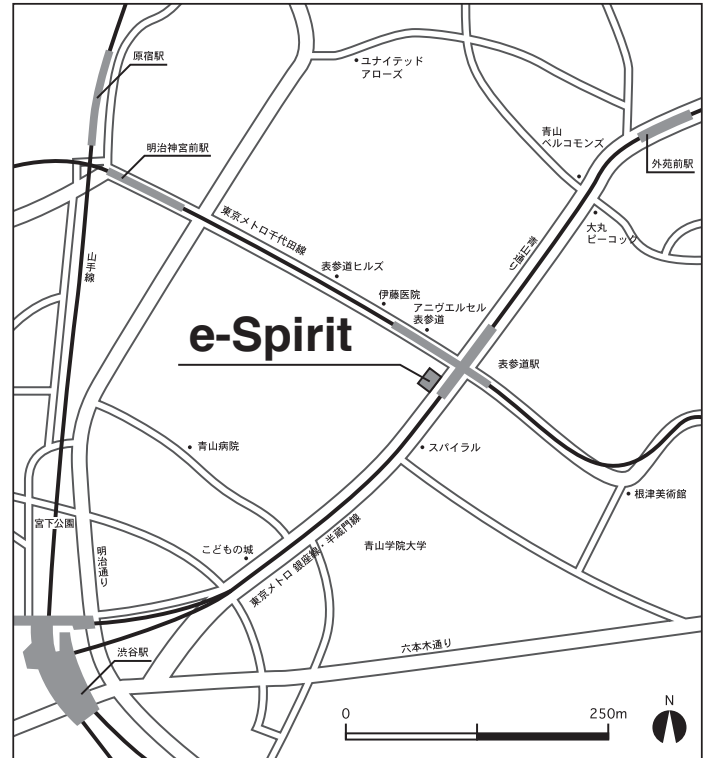 原宿駅
ユナイテッド
アローズ
青山
ベルコモンズ
外苑前駅
明治神宮前駅
東京メトロ千代田線
大丸
ピーコック
青山通り
山手線
表参道ヒルズ
伊藤医院
アニヴェルセル
表参道
e-Spirit
表参道駅
青山病院
スパイラル
根津美術館
宮下公園
明治通り
こどもの城
東京メトロ 銀座線・半蔵門線
青山学院大学
六本木通り
渋谷駅
0
250m
N